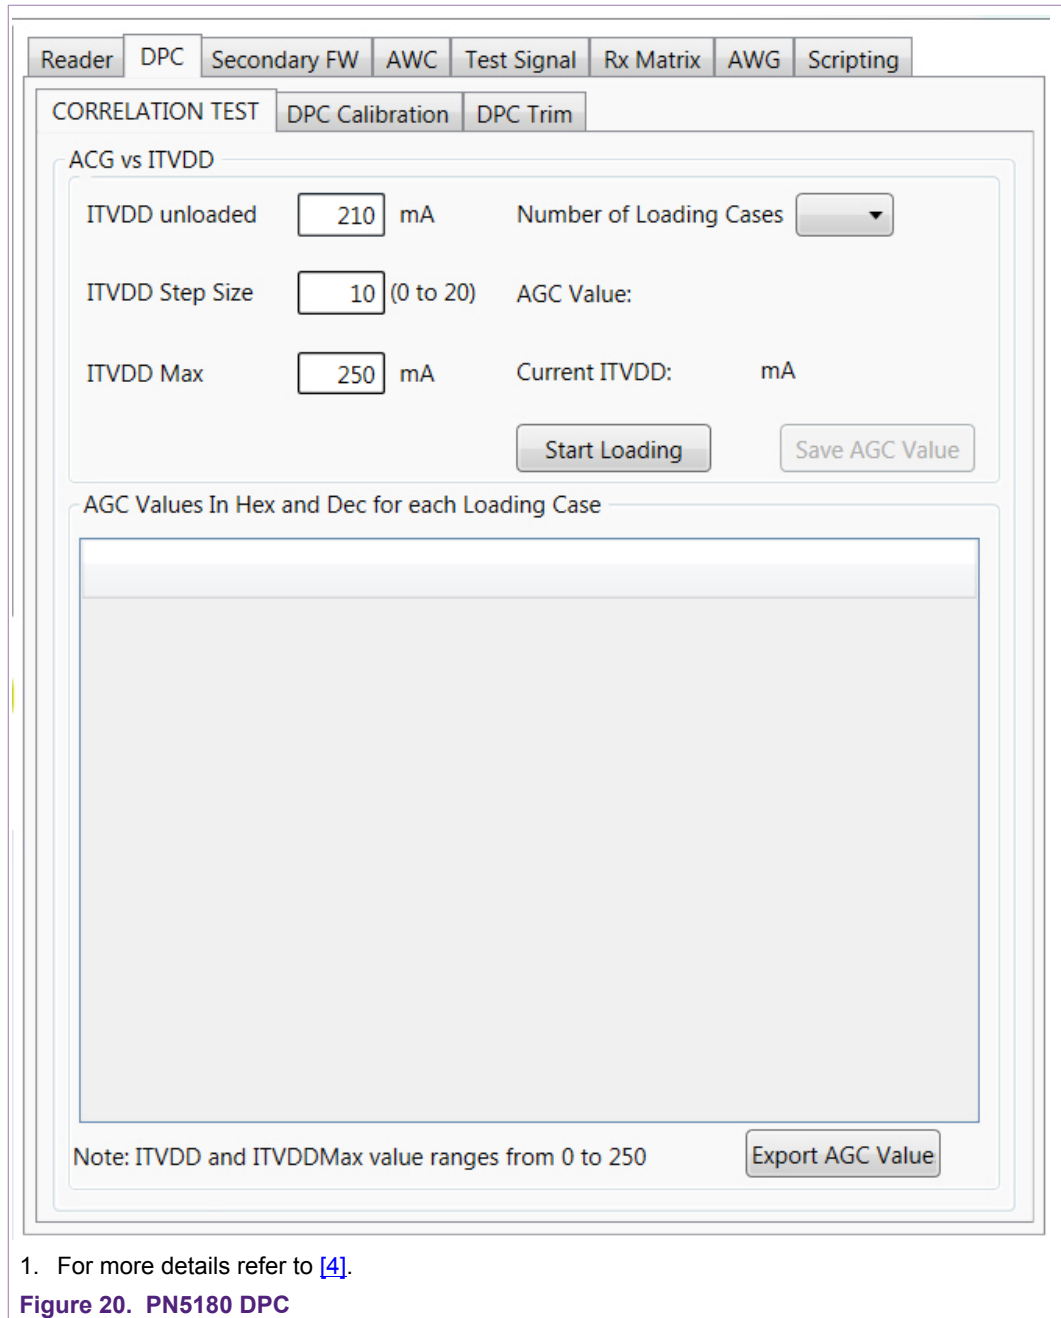 Reader DPC Secondary FW AWC Test Signal Rx Matrix AWG Scripting
CORRELATION TEST DPC Calibration DPC Trim
ACG vs ITVDD
ITVDD unloaded 210 mA Number of Loading Cases
ITVDD Step Size 10 (0 to 20) AGC Value:
ITVDD Max 250 mA Current ITVDD: mA
Start Loading Save AGC Value
AGC Values In Hex and Dec for each Loading Case
Note: ITVDD and ITVDDMax value ranges from 0 to 250 Export AGC Value
1. For more details refer to [4].
Figure 20. PN5180 DPC